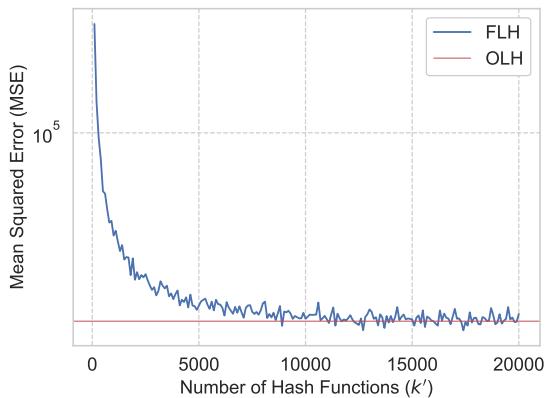 FLH
OLH
Mean Squared Error (MSE)
10^5
0 5000 10000 15000 20000
Number of Hash Functions (k′)